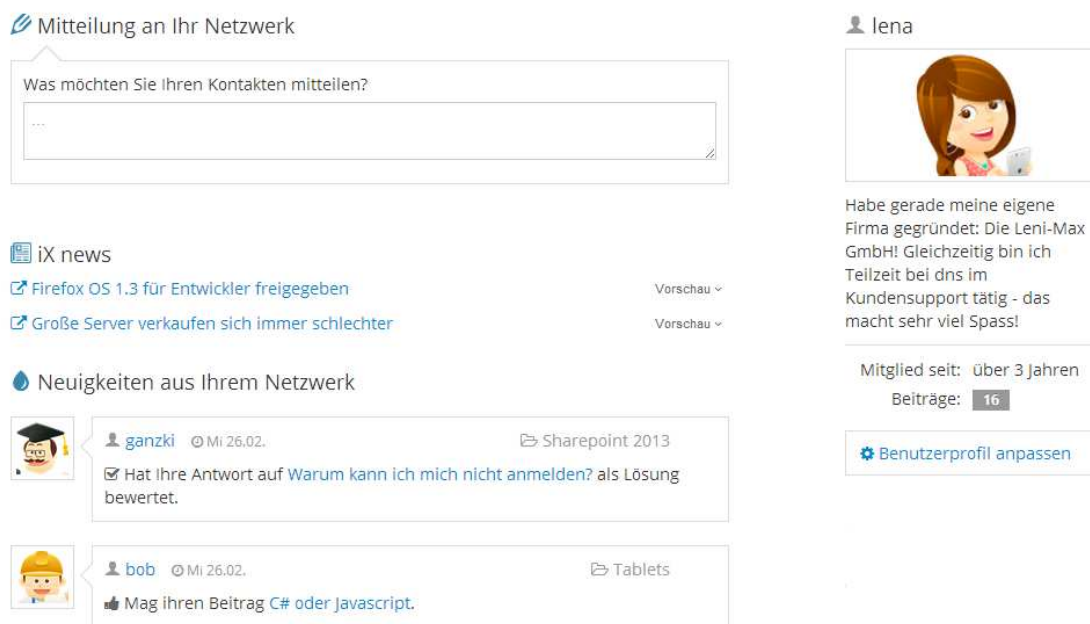 Mitteilung an Ihr Netzwerk
Was möchten Sie Ihren Kontakten mitteilen?
...
iX news
Firefox OS 1.3 für Entwickler freigegeben Vorschau
Große Server verkaufen sich immer schlechter Vorschau
Neuigkeiten aus Ihrem Netzwerk
ganzki Mi 26.02. Sharepoint 2013
Hat Ihre Antwort auf Warum kann ich mich nicht anmelden? als Lösung
bewertet.
bob Mi 26.02. Tablets
Mag ihren Beitrag C# oder Javascript.
lena
Habe gerade meine eigene
Firma gegründet: Die Leni-Max
GmbH! Gleichzeitig bin ich
Teilzeit bei dns im
Kundensupport tätig - das
macht sehr viel Spass!
Mitglied seit: über 3 Jahren
Beiträge: 16
Benutzerprofil anpassen